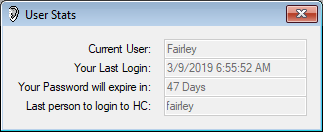 User Stats
Current User: Fairley
Your Last Login: 3/9/2019 6:55:52 AM
Your Password will expire in: 47 Days
Last person to login to HC: fairley